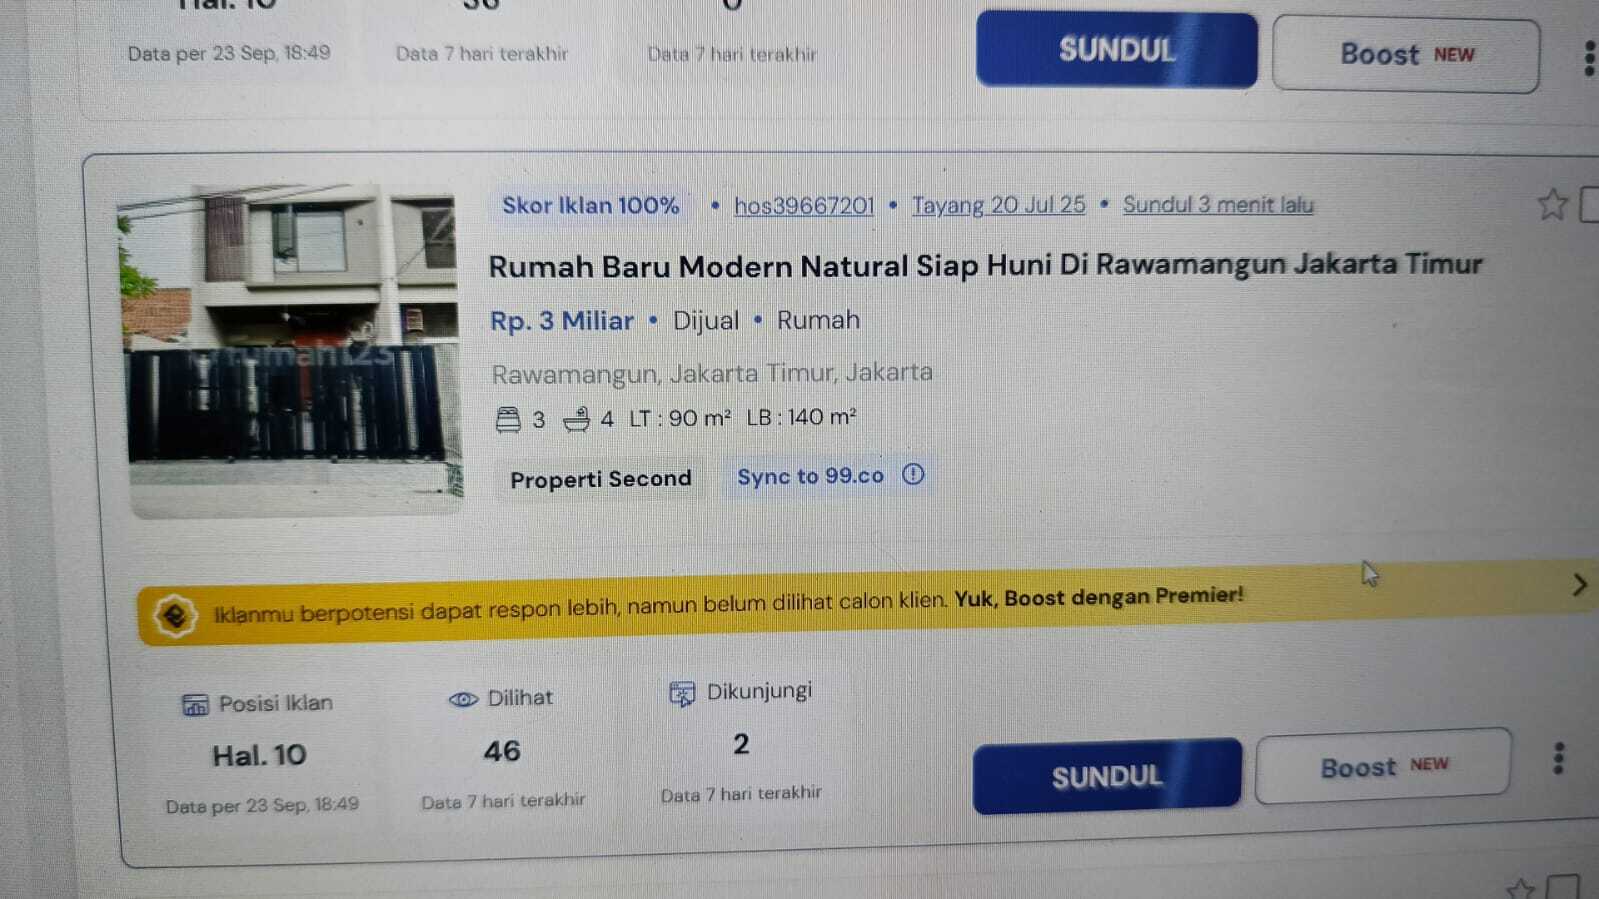 Hal. 10
36
0
Data per 23 Sep, 18:49
Data 7 hari terakhir
Data 7 hari terakhir
SUNDUL
Boost NEW
Skor Iklan 100% • hos39667201 • Tayang 20 Jul 25 • Sundul 3 menit lalu
Rumah Baru Modern Natural Siap Huni Di Rawamangun Jakarta Timur
Rp. 3 Miliar • Dijual • Rumah
Rawamangun, Jakarta Timur, Jakarta
3 4 LT : 90 m² LB : 140 m²
Properti Second
Sync to 99.co
rumah123
Iklanmu berpotensi dapat respon lebih, namun belum dilihat calon klien. Yuk, Boost dengan Premier!
Posisi Iklan
Hal. 10
Data per 23 Sep, 18:49
Dilihat
46
Data 7 hari terakhir
Dikunjungi
2
Data 7 hari terakhir
SUNDUL
Boost NEW